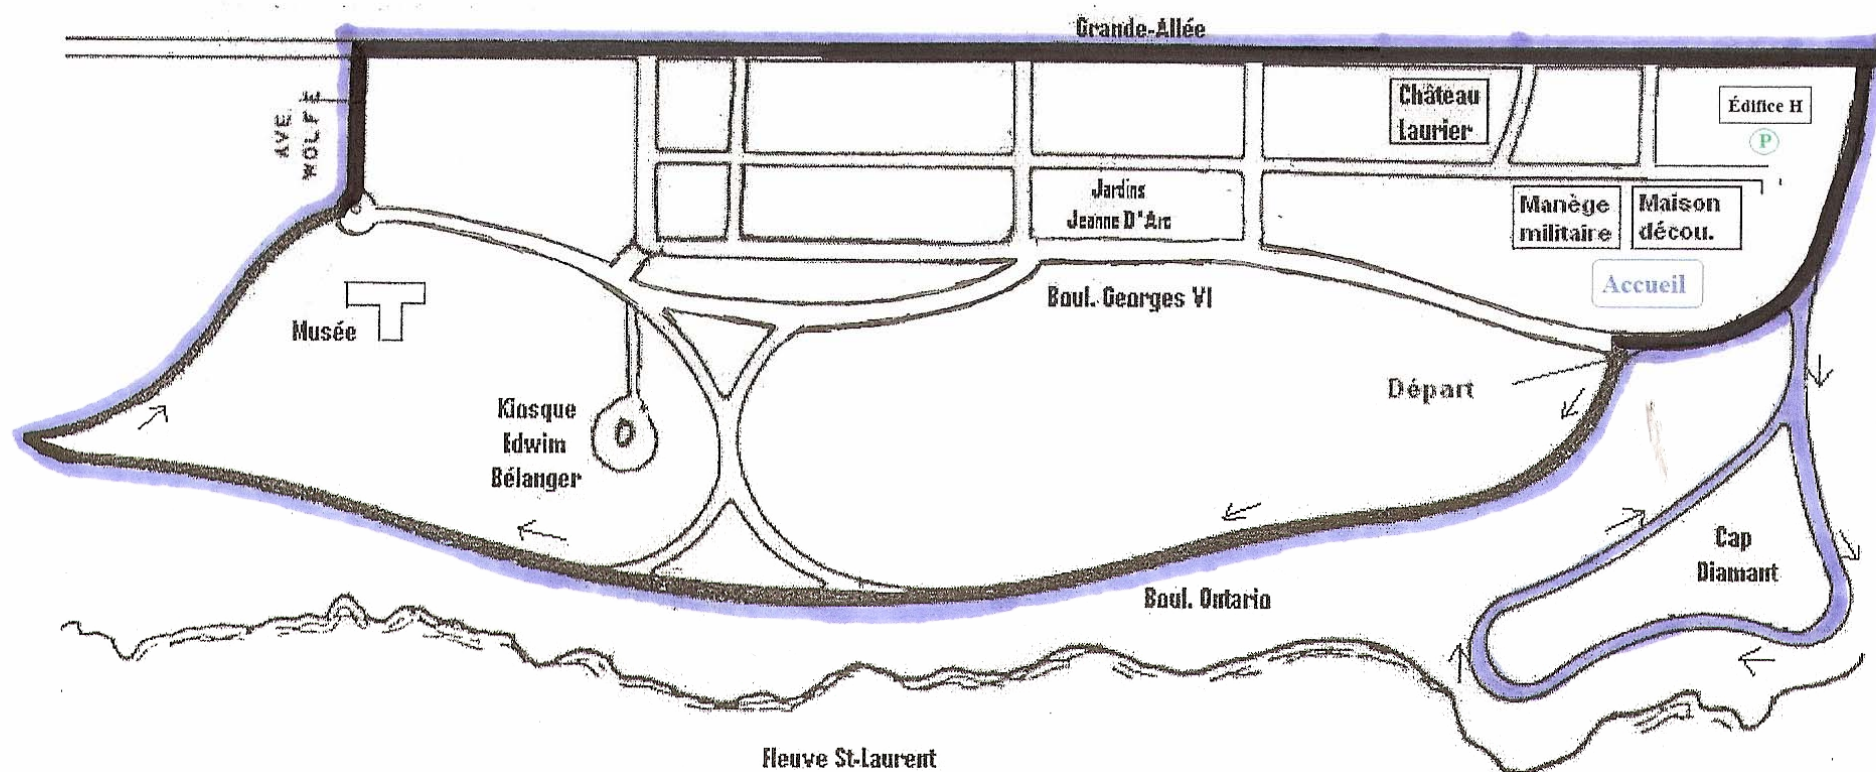 Grande-Allée
AVE.
WOLFE
Château
Laurier
Édifice H
P
Jardins
Jeanne D'Arc
Manège
militaire
Maison
décou.
Accueil
Boul. Georges VI
Musée
Départ
Kiosque
Edwim
Bélanger
Cap
Diamant
Boul. Ontario
Fleuve St-Laurent